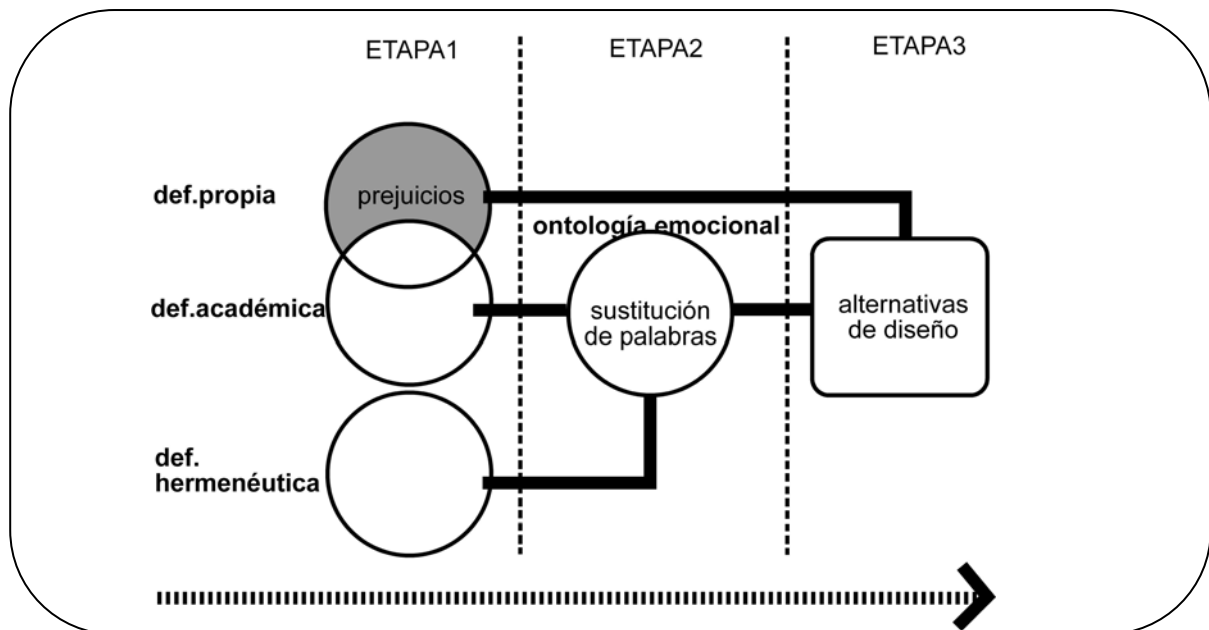 ETAPA1
ETAPA2
ETAPA3
def.propia
prejuicios
ontología emocional
def.académica
sustitución
de palabras
alternativas
de diseño
def.
hermenéutica